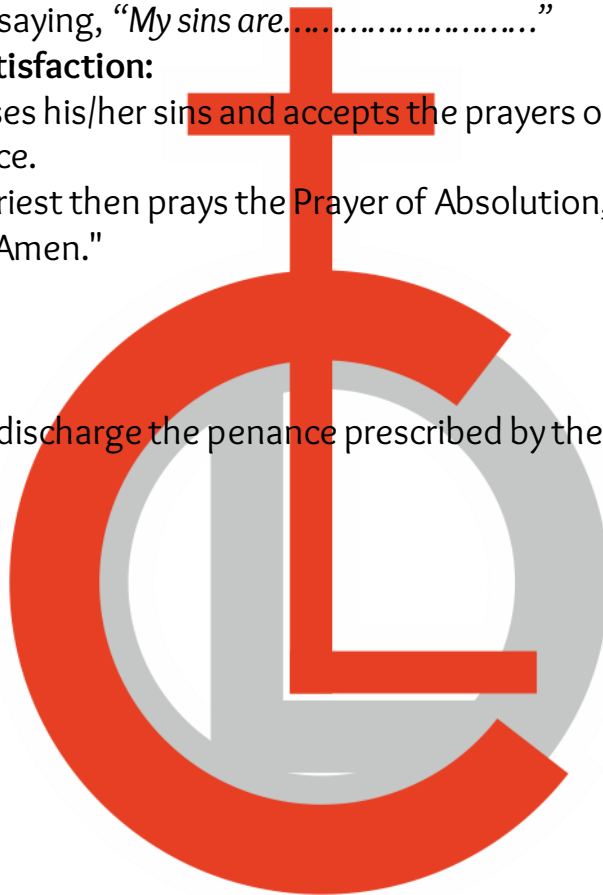 saying, “My sins are…………………………”
tisfaction:
ses his/her sins and accepts the prayers o
ce.
riest then prays the Prayer of Absolution,
Amen."
discharge the penance prescribed by the